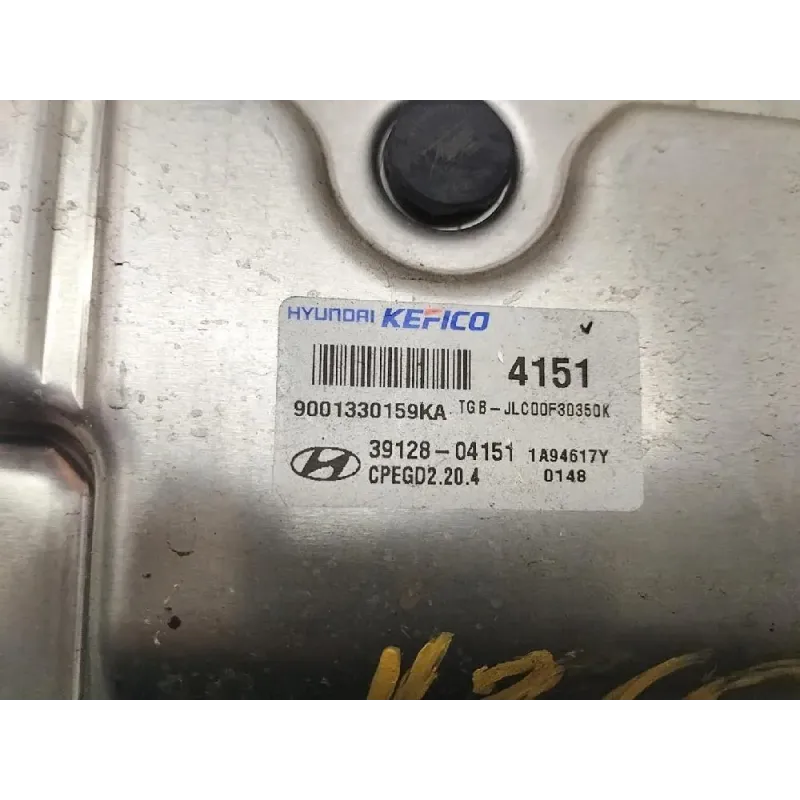 HYUNDAI KEFICO
4151
9001330159KA TGB-JLC00F30350K
39128-04151 1A94617Y
CPEGD2.20.4 0148